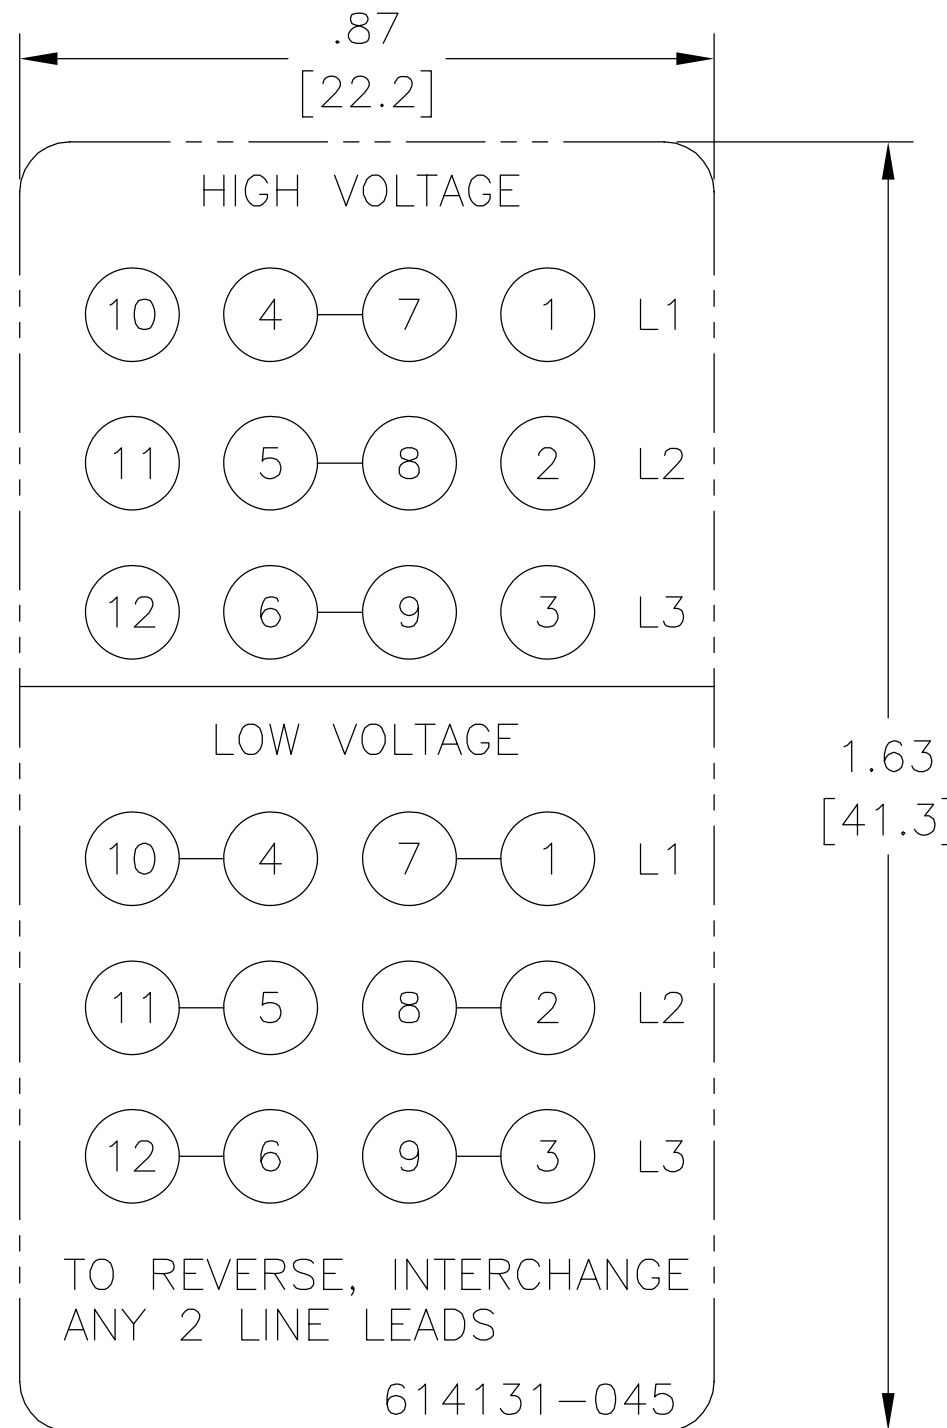 .87
[22.2]
HIGH VOLTAGE
10 4 7 1 L1
11 5 8 2 L2
12 6 9 3 L3
LOW VOLTAGE
1.63
[41.3]
10 4 7 1 L1
11 5 8 2 L2
12 6 9 3 L3
TO REVERSE, INTERCHANGE
ANY 2 LINE LEADS
614131-045